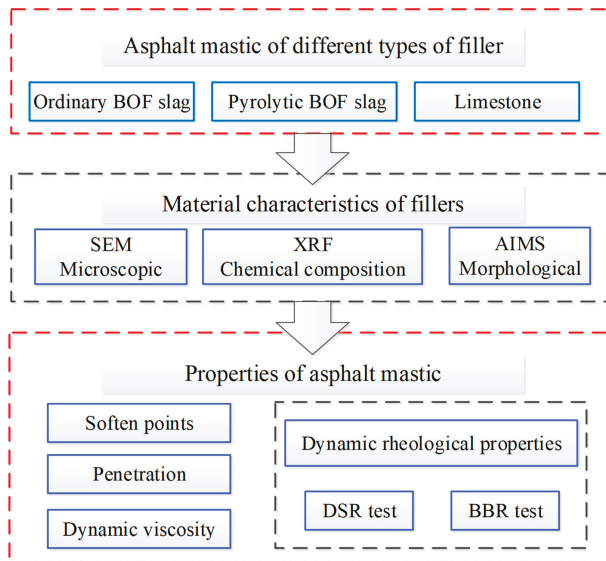 Asphalt mastic of different types of filler
Ordinary BOF slag
Pyrolytic BOF slag
Limestone
Material characteristics of fillers
SEM
Microscopic
XRF
Chemical composition
AIMS
Morphological
Properties of asphalt mastic
Soften points
Penetration
Dynamic viscosity
Dynamic rheological properties
DSR test
BBR test